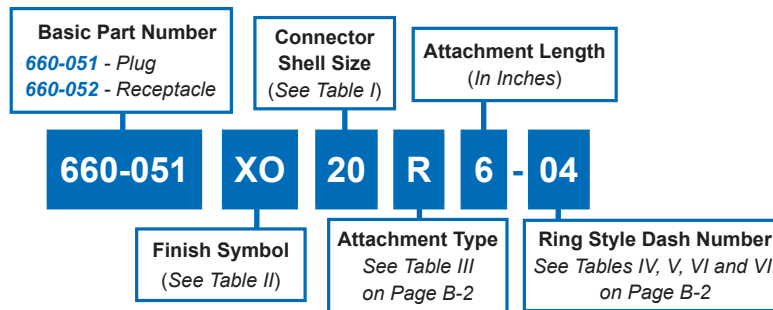 Basic Part Number
660-051 - Plug
660-052 - Receptacle
Connector
Shell Size
(See Table I)
Attachment Length
(In Inches)
660-051 XO 20 R 6 - 04
Finish Symbol
(See Table II)
Attachment Type
See Table III
on Page B-2
Ring Style Dash Number
See Tables IV, V, VI and
on Page B-2